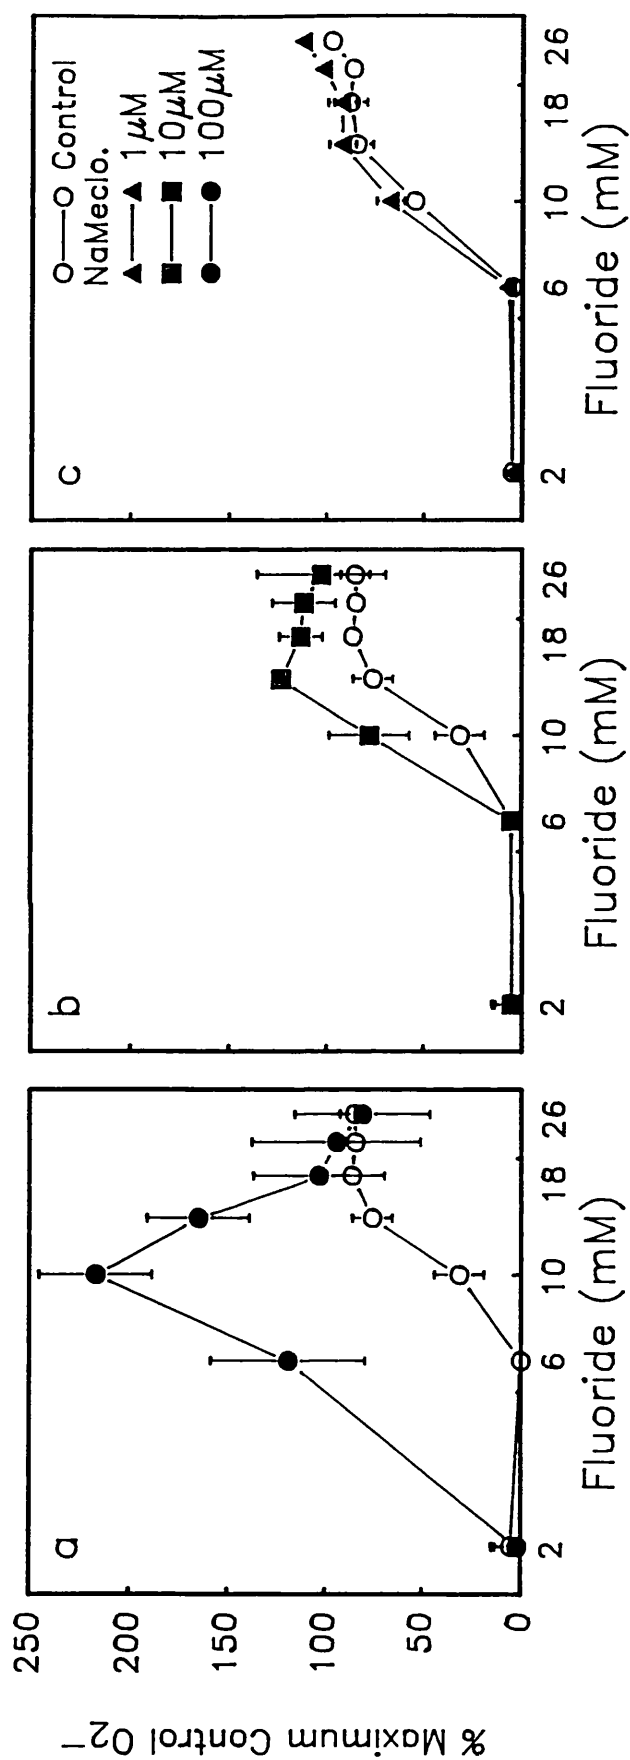 % Maximum Control O2−
250
200
150
100
50
0
a
2
6
10
18
26
Fluoride (mM)
b
2
6
10
18
26
Fluoride (mM)
c
Control
NaMeclo.
1μM
10μM
100μM
2
6
10
18
26
Fluoride (mM)